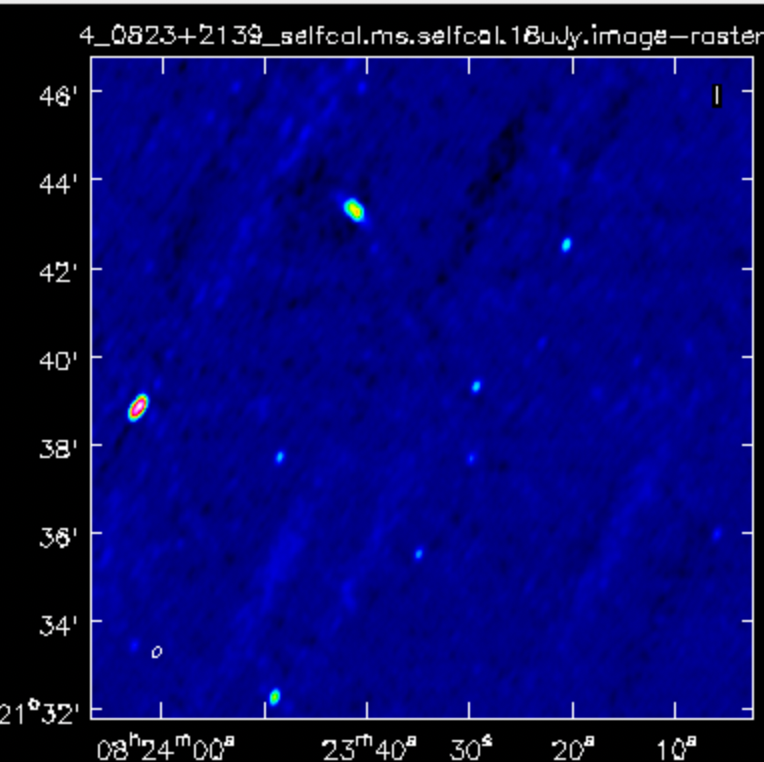 4_0823+2139_selfcal.ms.selfcal.18uJy.image-raster
I
46'
44'
42'
40'
38'
36'
34'
21°32'
08ʰ24ᵐ00ˢ 23ᵐ40ˢ 30ˢ 20ˢ 10ˢ